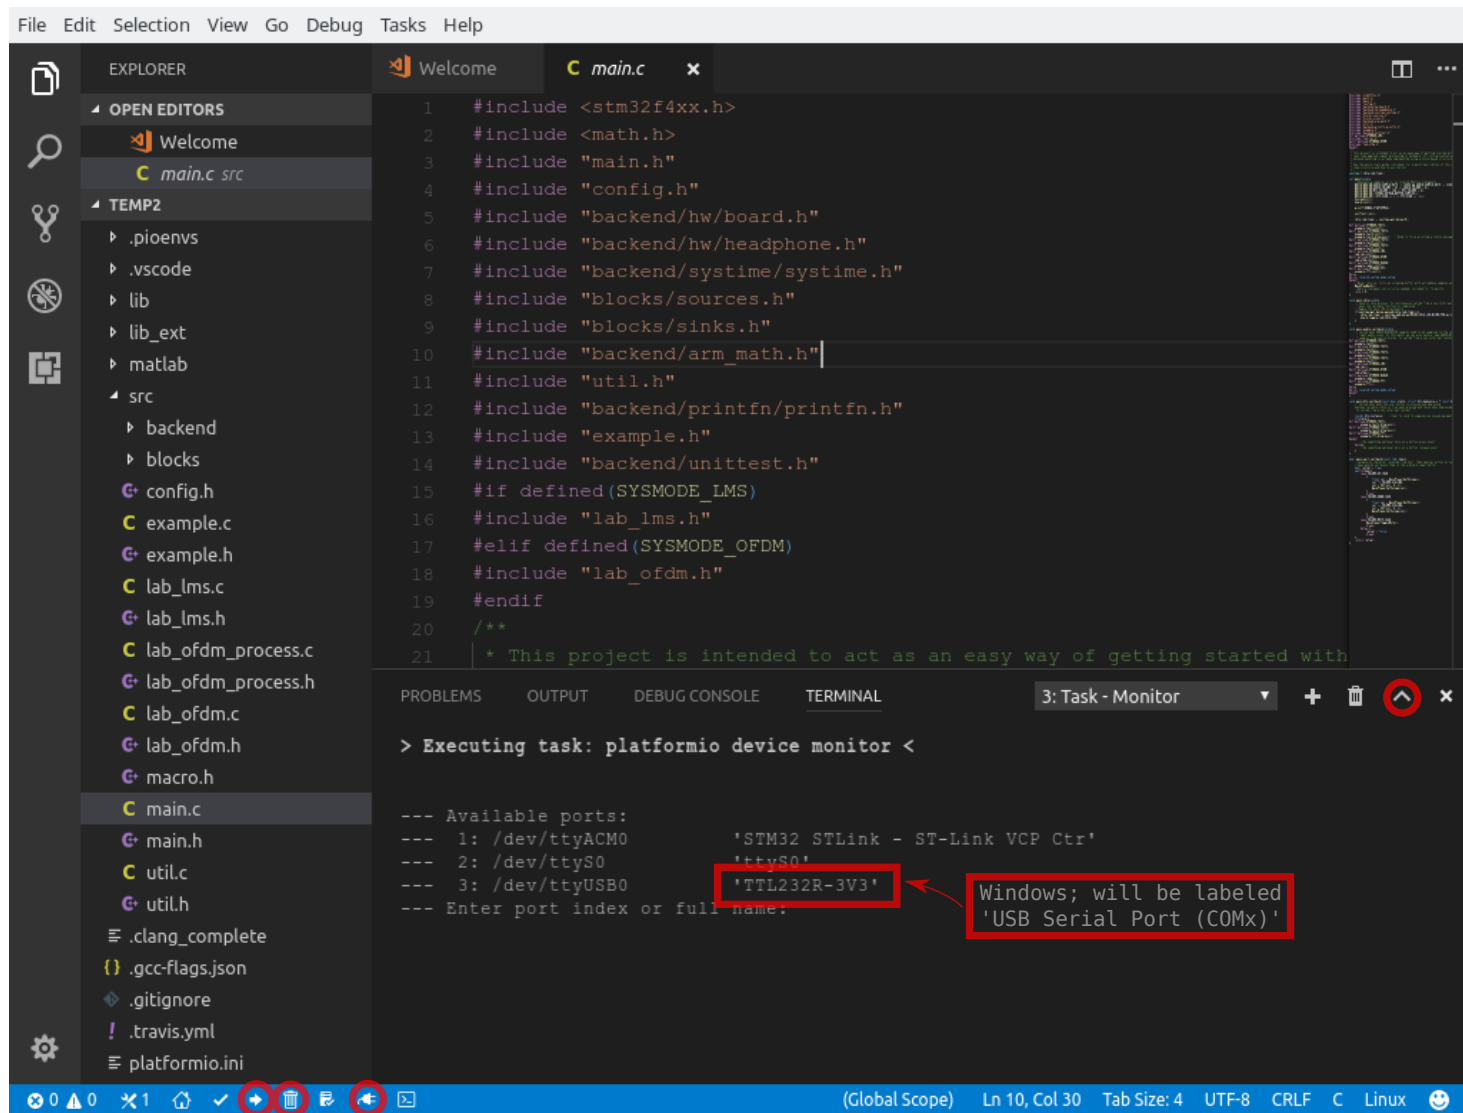 File Edit Selection View Go Debug Tasks Help
EXPLORER
OPEN EDITORS
Welcome
C main.c src
TEMP2
.pioenvs
.vscode
lib
lib_ext
matlab
src
backend
blocks
config.h
C example.c
example.h
C lab_lms.c
lab_lms.h
C lab_ofdm_process.c
lab_ofdm_process.h
C lab_ofdm.c
lab_ofdm.h
macro.h
C main.c
main.h
C util.c
util.h
.clang_complete
{} .gcc-flags.json
.gitignore
! .travis.yml
platformio.ini
Welcome
C main.c ×
1 #include <stm32f4xx.h>
2 #include <math.h>
3 #include "main.h"
4 #include "config.h"
5 #include "backend/hw/board.h"
6 #include "backend/hw/headphone.h"
7 #include "backend/systime/systime.h"
8 #include "blocks/sources.h"
9 #include "blocks/sinks.h"
10 #include "backend/arm_math.h"
11 #include "util.h"
12 #include "backend/printfn/printfn.h"
13 #include "example.h"
14 #include "backend/unittest.h"
15 #if defined(SYSMODE_LMS)
16 #include "lab_lms.h"
17 #elif defined(SYSMODE_OFDM)
18 #include "lab_ofdm.h"
19 #endif
20 /**
21 * This project is intended to act as an easy way of getting started with
PROBLEMS OUTPUT DEBUG CONSOLE TERMINAL 3: Task - Monitor
> Executing task: platformio device monitor <
--- Available ports:
--- 1: /dev/ttyACM0 'STM32 STLink - ST-Link VCP Ctr'
--- 2: /dev/ttyS0 'ttyS0'
--- 3: /dev/ttyUSB0 'TTL232R-3V3'
--- Enter port index or full name:
Windows; will be labeled
'USB Serial Port (COMx)'
0 0 1 (Global Scope) Ln 10, Col 30 Tab Size: 4 UTF-8 CRLF C Linux